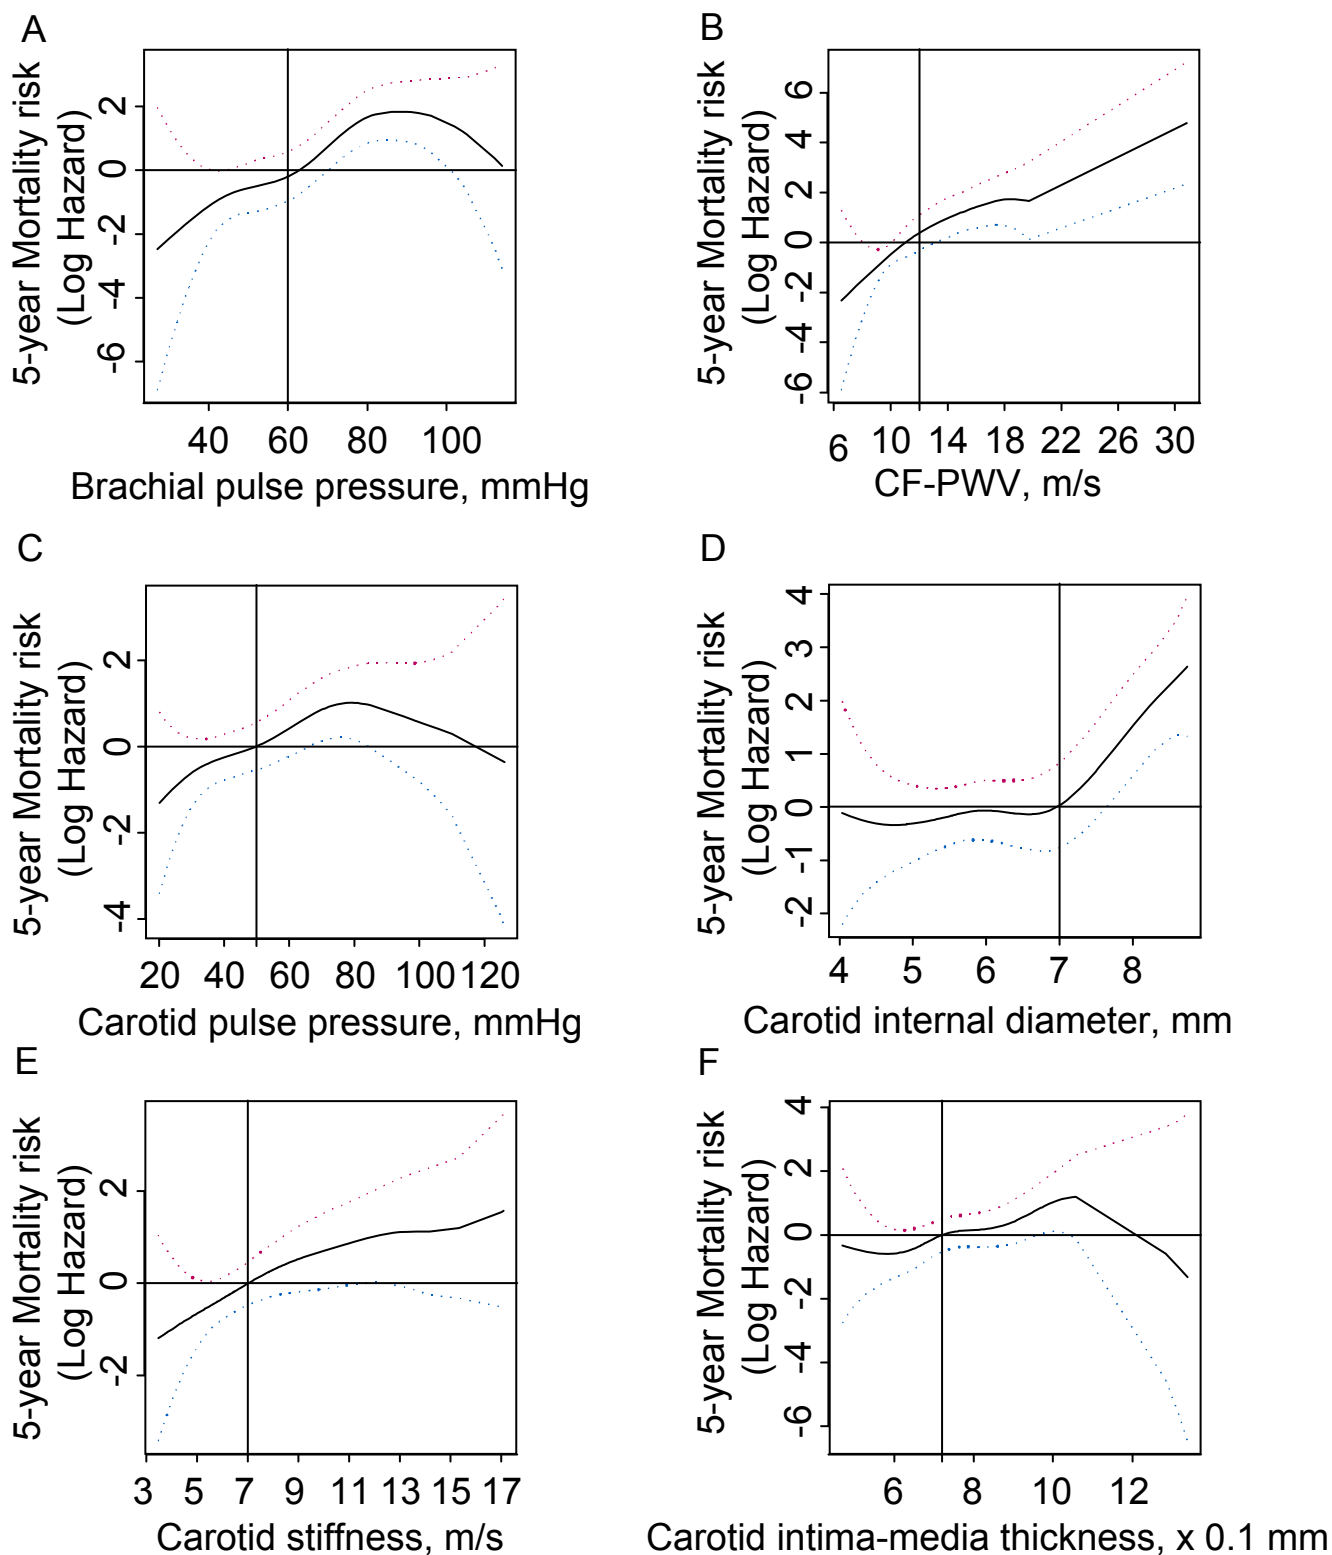 A
5-year Mortality risk
(Log Hazard)
2
0
-2
-4
-6
40 60 80 100
Brachial pulse pressure, mmHg
B
5-year Mortality risk
(Log Hazard)
6
4
2
0
-2
-4
-6
6 10 14 18 22 26 30
CF-PWV, m/s
C
5-year Mortality risk
(Log Hazard)
2
0
-2
-4
20 40 60 80 100 120
Carotid pulse pressure, mmHg
D
5-year Mortality risk
(Log Hazard)
4
3
2
1
0
-1
-2
4 5 6 7 8
Carotid internal diameter, mm
E
5-year Mortality risk
(Log Hazard)
2
0
-2
3 5 7 9 11 13 15 17
Carotid stiffness, m/s
F
5-year Mortality risk
(Log Hazard)
4
2
0
-2
-4
-6
6 8 10 12
Carotid intima-media thickness, x 0.1 mm